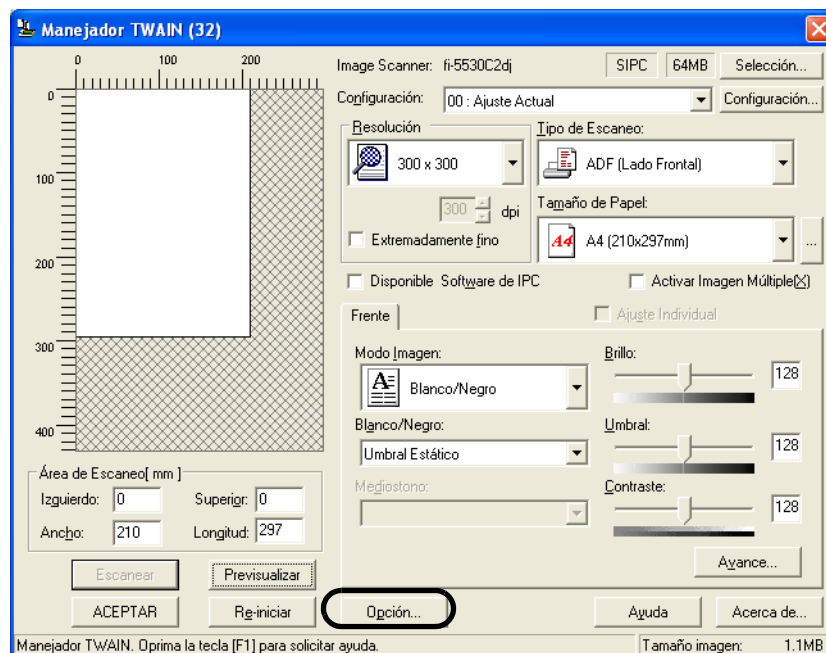 Manejador TWAIN (32)
0 100 200
0
100
200
300
400
Image Scanner: fi-5530C2dj SIPC 64MB Selección...
Configuración: 00 : Ajuste Actual Configuración...
Resolución
300 x 300
300 dpi
Extremadamente fino
Tipo de Escaneo:
ADF (Lado Frontal)
Tamaño de Papel:
A4 A4 (210x297mm) ...
Disponible Software de IPC Activar Imagen Múltiple(X)
Frente Ajuste Individual
Modo Imagen:
A Blanco/Negro
Blanco/Negro:
Umbral Estático
Mediostono:
Brillo:
128
Umbral:
128
Contraste:
128
Avance...
Área de Escaneo[ mm ]
Izquierdo: 0 Superior: 0
Ancho: 210 Longitud: 297
Escanear Previsualizar
ACEPTAR Re-iniciar Opción... Ayuda Acerca de...
Manejador TWAIN. Oprima la tecla [F1] para solicitar ayuda. Tamaño imagen: 1.1MB